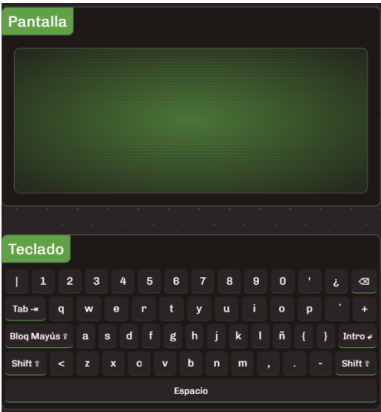 Pantalla
Teclado
| 1 2 3 4 5 6 7 8 9 0 ' ¿ ⌫
Tab ⇥ q w e r t y u i o p ´ +
Bloq Mayús ⇧ a s d f g h j k l ñ { } Intro ↲
Shift ⇧ < z x c v b n m , . - Shift ⇧
Espacio